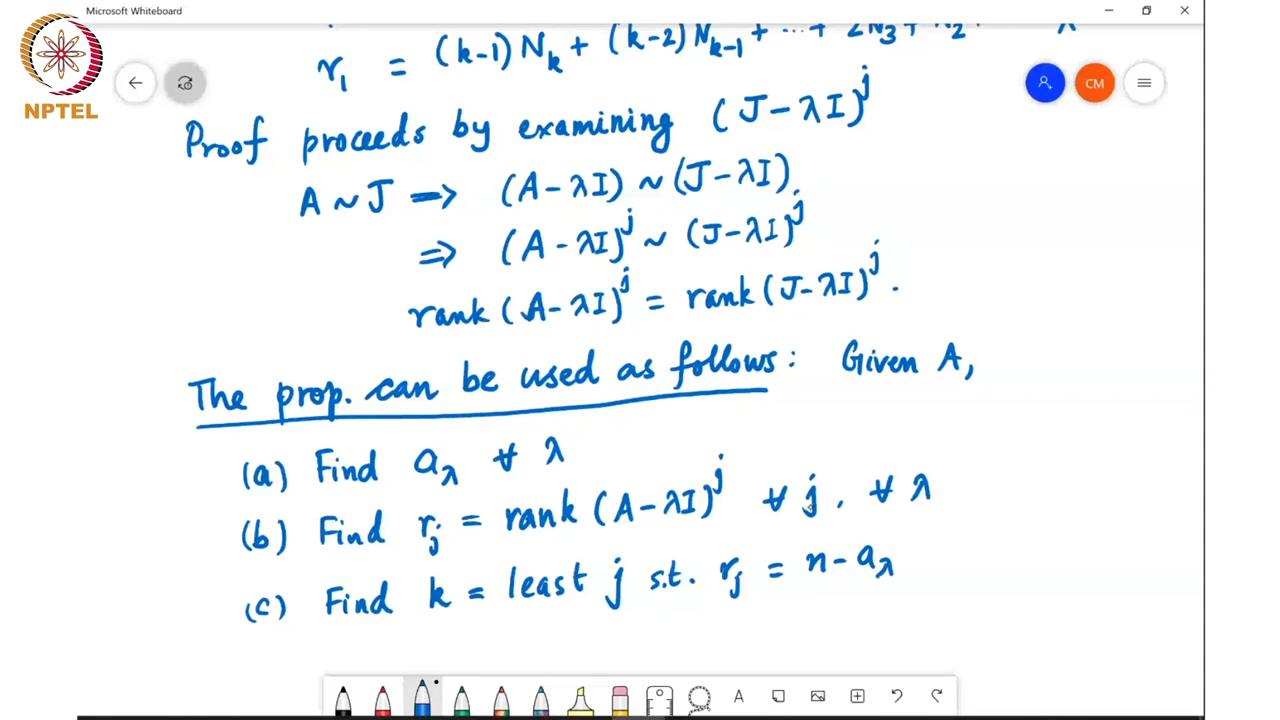 Microsoft Whiteboard
r₁ = (k-1) N_k + (k-2) N_{k-1} + ... + 2N₃ +
NPTEL
CM
Proof proceeds by examining (J - λI)^j
A ~ J ⟹ (A - λI) ~ (J - λI)
⟹ (A - λI)^j ~ (J - λI)^j
rank (A - λI)^j = rank (J - λI)^j.
The prop. can be used as follows: Given A,
(a) Find a_λ ∀ λ
(b) Find r_j = rank (A - λI)^j ∀ j, ∀ λ
(c) Find k = least j s.t. r_j = n - a_λ
A